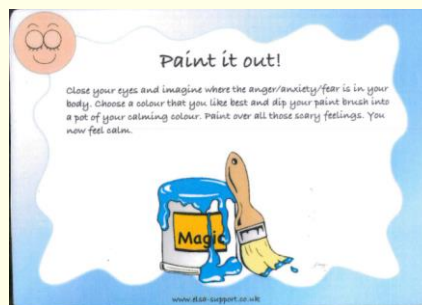 Paint it out!
Close your eyes and imagine where the anger/anxiety/fear is in your
body. Choose a colour that you like best and dip your paint brush into
a pot of your calming colour. Paint over all those scary feelings. You
now feel calm.
Magic
www.elsa-support.co.uk